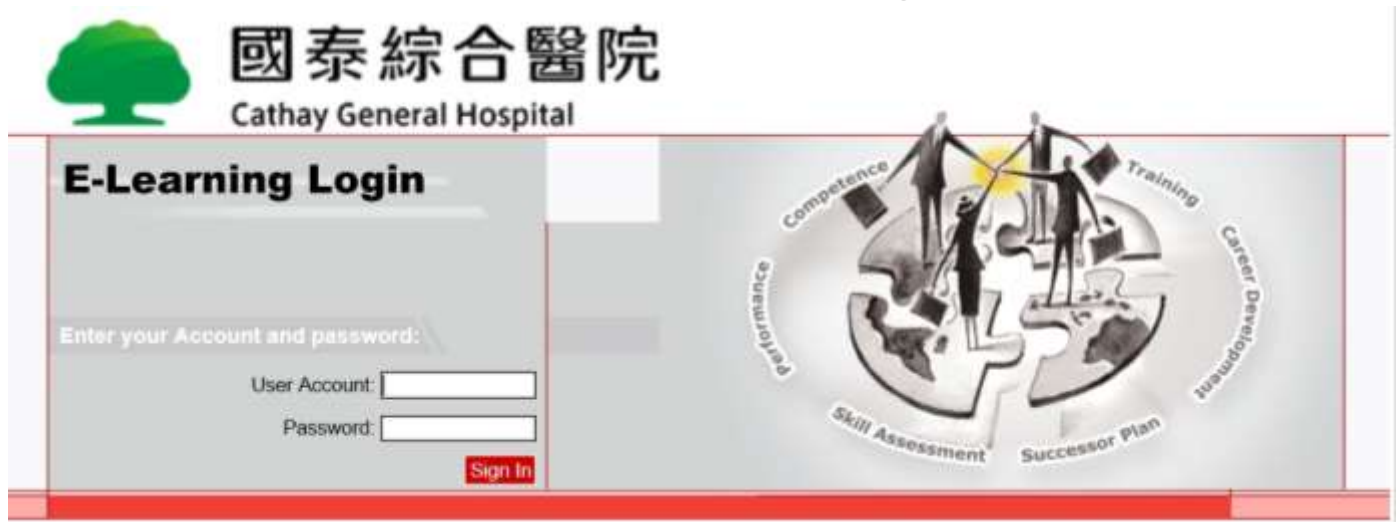 國泰綜合醫院
Cathay General Hospital
E-Learning Login
Enter your Account and password:
User Account:
Password:
Sign In
Competence
Training
Career Development
Successor Plan
Skill Assessment
Performance